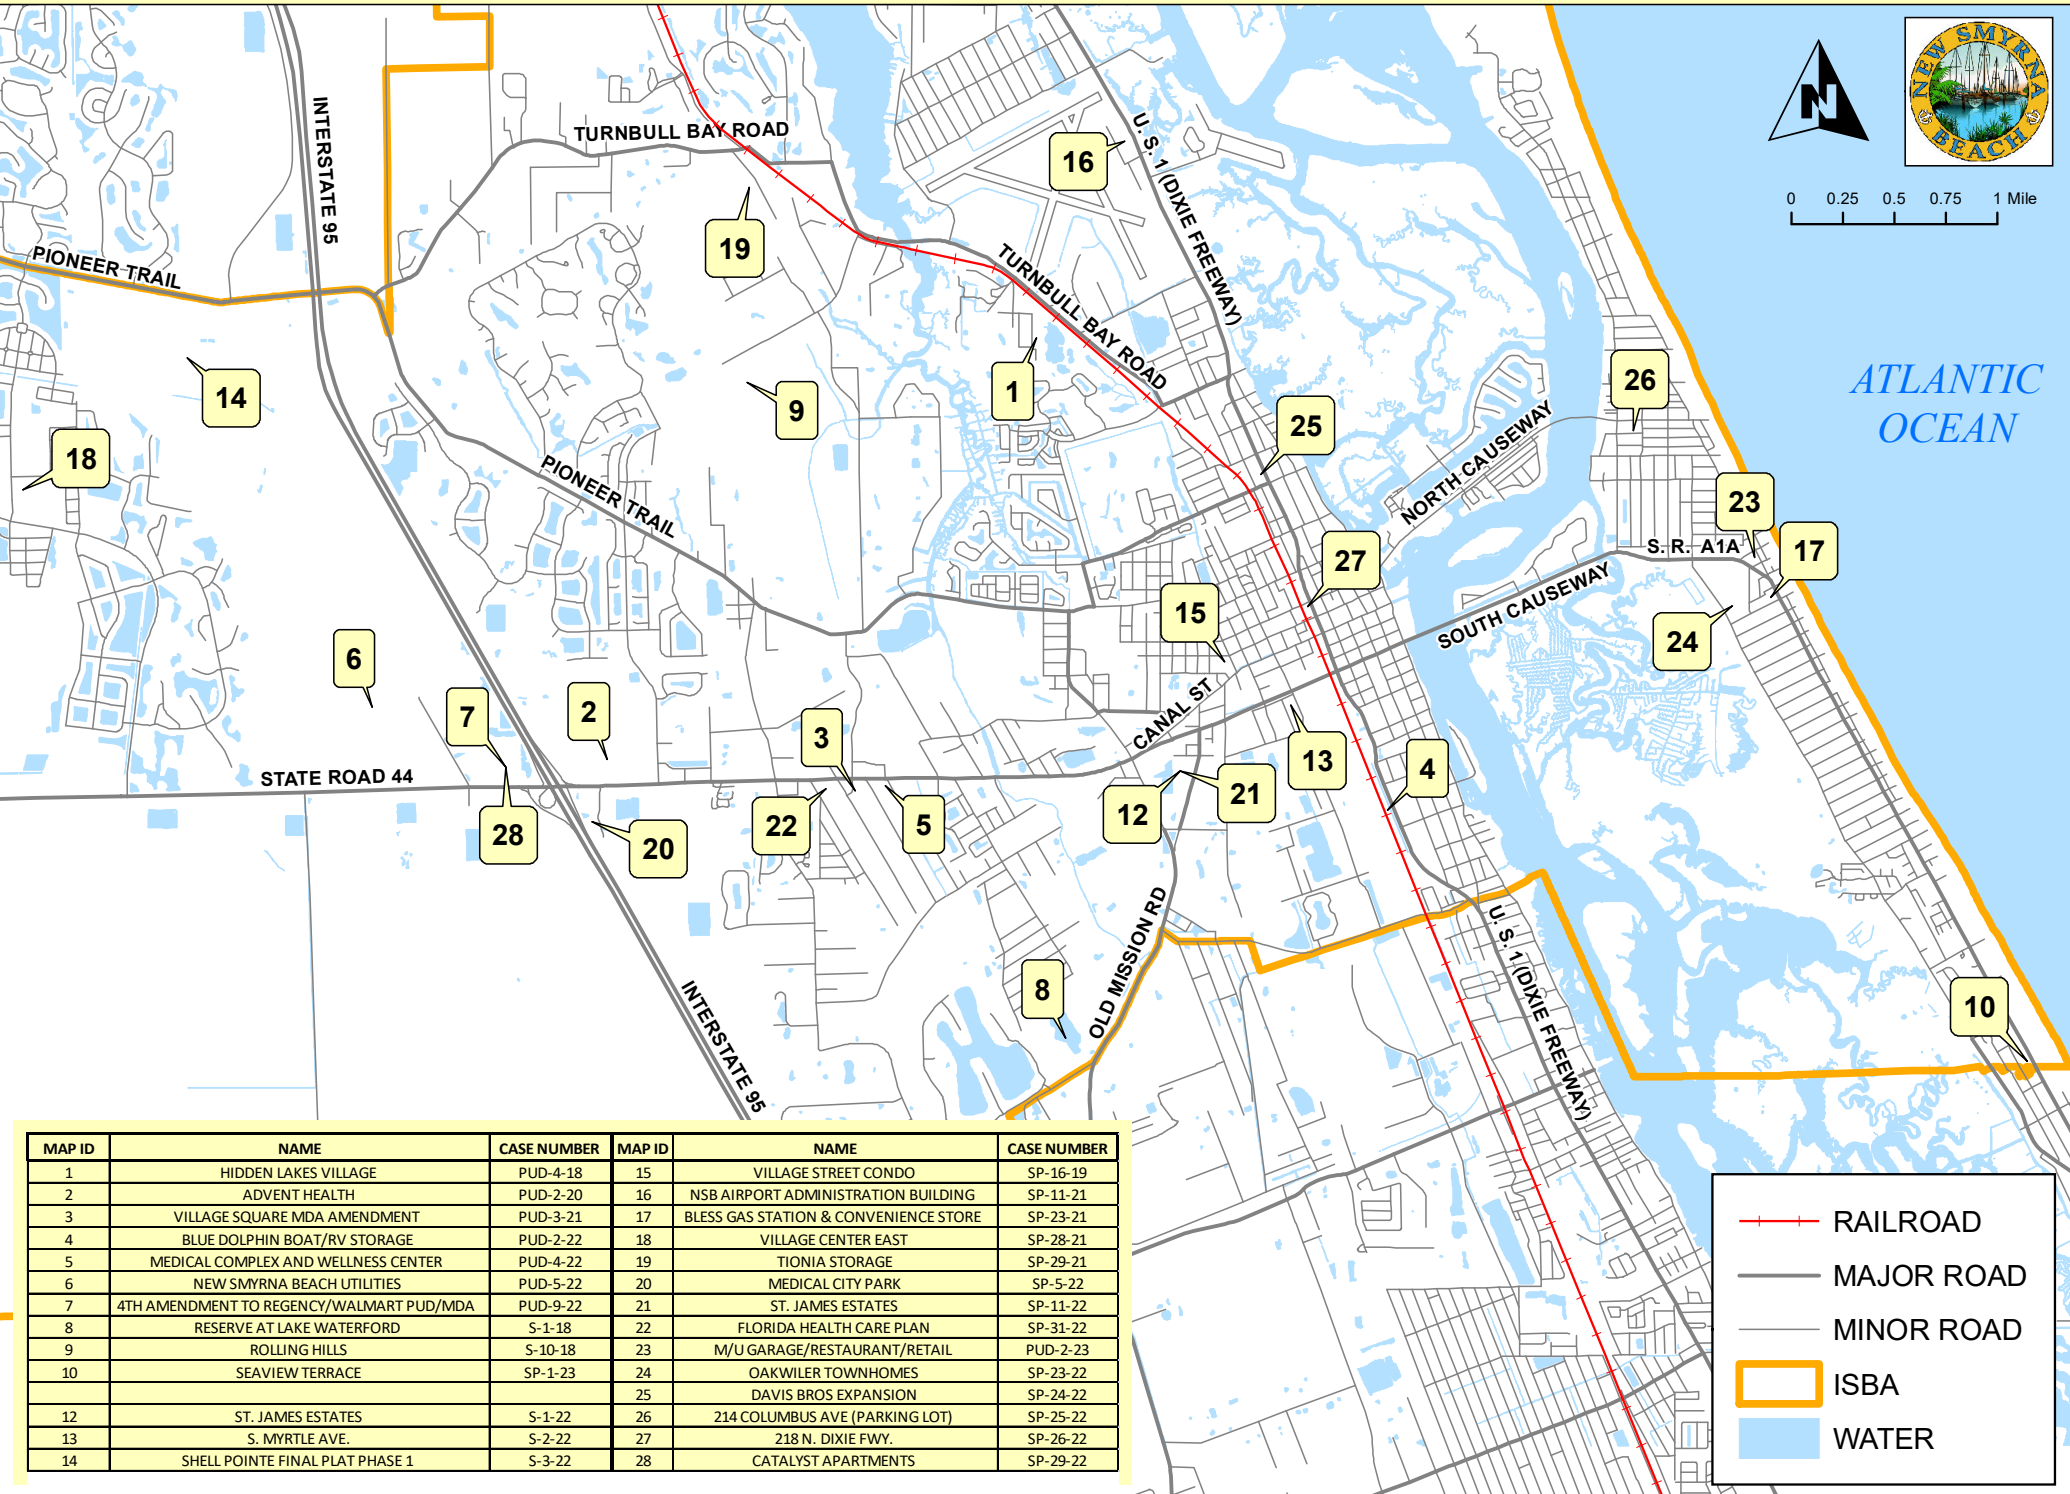 NEW SMYRNA
BEACH
N
0 0.25 0.5 0.75 1 Mile
INTERSTATE 95
TURNBULL BAY ROAD
U. S. 1 (DIXIE FREEWAY)
16
19
PIONEER TRAIL
TURNBULL BAY ROAD
ATLANTIC
OCEAN
14
9
1
26
25
18
PIONEER TRAIL
NORTH CAUSEWAY
23
S. R. A1A
17
27
15
SOUTH CAUSEWAY
24
6
7
2
3
CANAL ST
13
4
STATE ROAD 44
28
20
22
5
12
21
OLD MISSION RD
U. S. 1 (DIXIE FREEWAY)
8
10
INTERSTATE 95
MAP ID NAME CASE NUMBER MAP ID NAME CASE NUMBER
1 HIDDEN LAKES VILLAGE PUD-4-18 15 VILLAGE STREET CONDO SP-16-19
2 ADVENT HEALTH PUD-2-20 16 NSB AIRPORT ADMINISTRATION BUILDING SP-11-21
3 VILLAGE SQUARE MDA AMENDMENT PUD-3-21 17 BLESS GAS STATION & CONVENIENCE STORE SP-23-21
4 BLUE DOLPHIN BOAT/RV STORAGE PUD-2-22 18 VILLAGE CENTER EAST SP-28-21
5 MEDICAL COMPLEX AND WELLNESS CENTER PUD-4-22 19 TIONIA STORAGE SP-29-21
6 NEW SMYRNA BEACH UTILITIES PUD-5-22 20 MEDICAL CITY PARK SP-5-22
7 4TH AMENDMENT TO REGENCY/WALMART PUD/MDA PUD-9-22 21 ST. JAMES ESTATES SP-11-22
8 RESERVE AT LAKE WATERFORD S-1-18 22 FLORIDA HEALTH CARE PLAN SP-31-22
9 ROLLING HILLS S-10-18 23 M/U GARAGE/RESTAURANT/RETAIL PUD-2-23
10 SEAVIEW TERRACE SP-1-23 24 OAKWILER TOWNHOMES SP-23-22
25 DAVIS BROS EXPANSION SP-24-22
12 ST. JAMES ESTATES S-1-22 26 214 COLUMBUS AVE (PARKING LOT) SP-25-22
13 S. MYRTLE AVE. S-2-22 27 218 N. DIXIE FWY. SP-26-22
14 SHELL POINTE FINAL PLAT PHASE 1 S-3-22 28 CATALYST APARTMENTS SP-29-22
RAILROAD
MAJOR ROAD
MINOR ROAD
ISBA
WATER